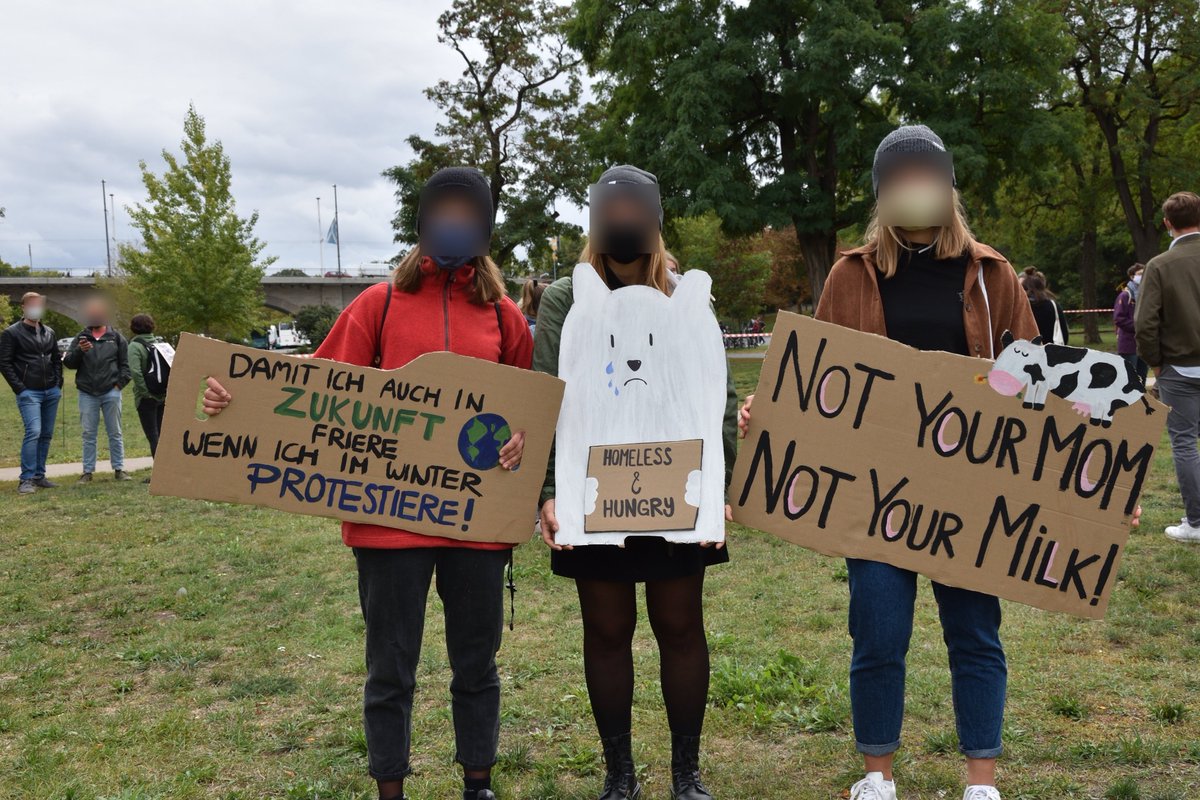 DAMIT ICH AUCH IN
ZUKUNFT
FRIERE
WENN ICH IM WINTER
PROTESTIERE!
HOMELESS
&
HUNGRY
NOT YOUR MOM
NOT YOUR MILK!